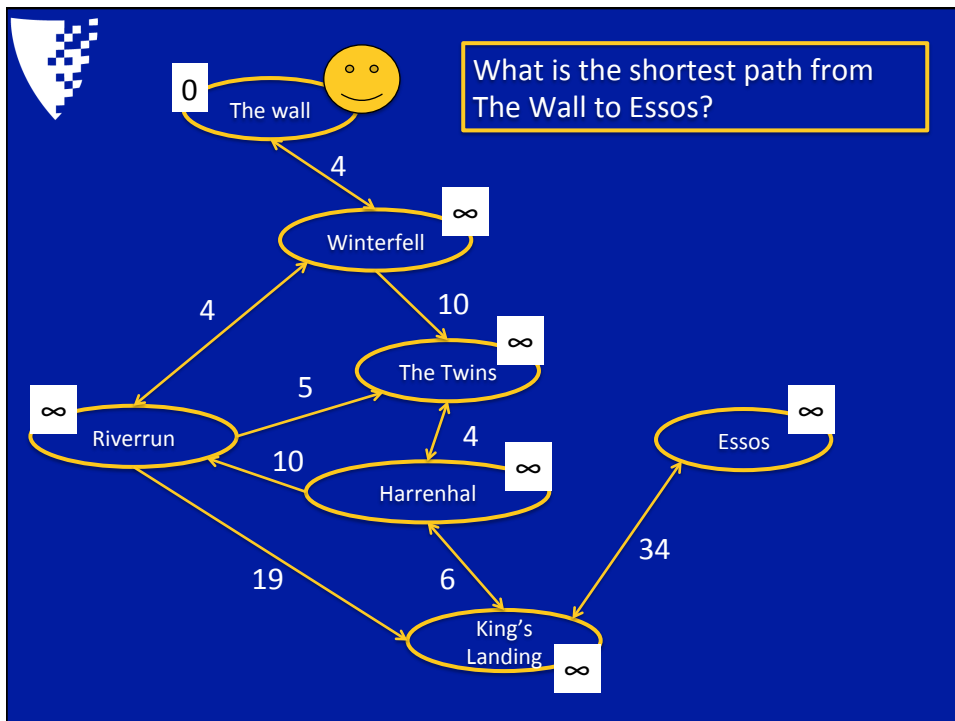 What is the shortest path from
The Wall to Essos?
0
The wall
4
∞
Winterfell
4
10
∞
The Twins
∞
Riverrun
5
∞
Essos
4
10
∞
Harrenhal
19
6
34
King's
Landing
∞